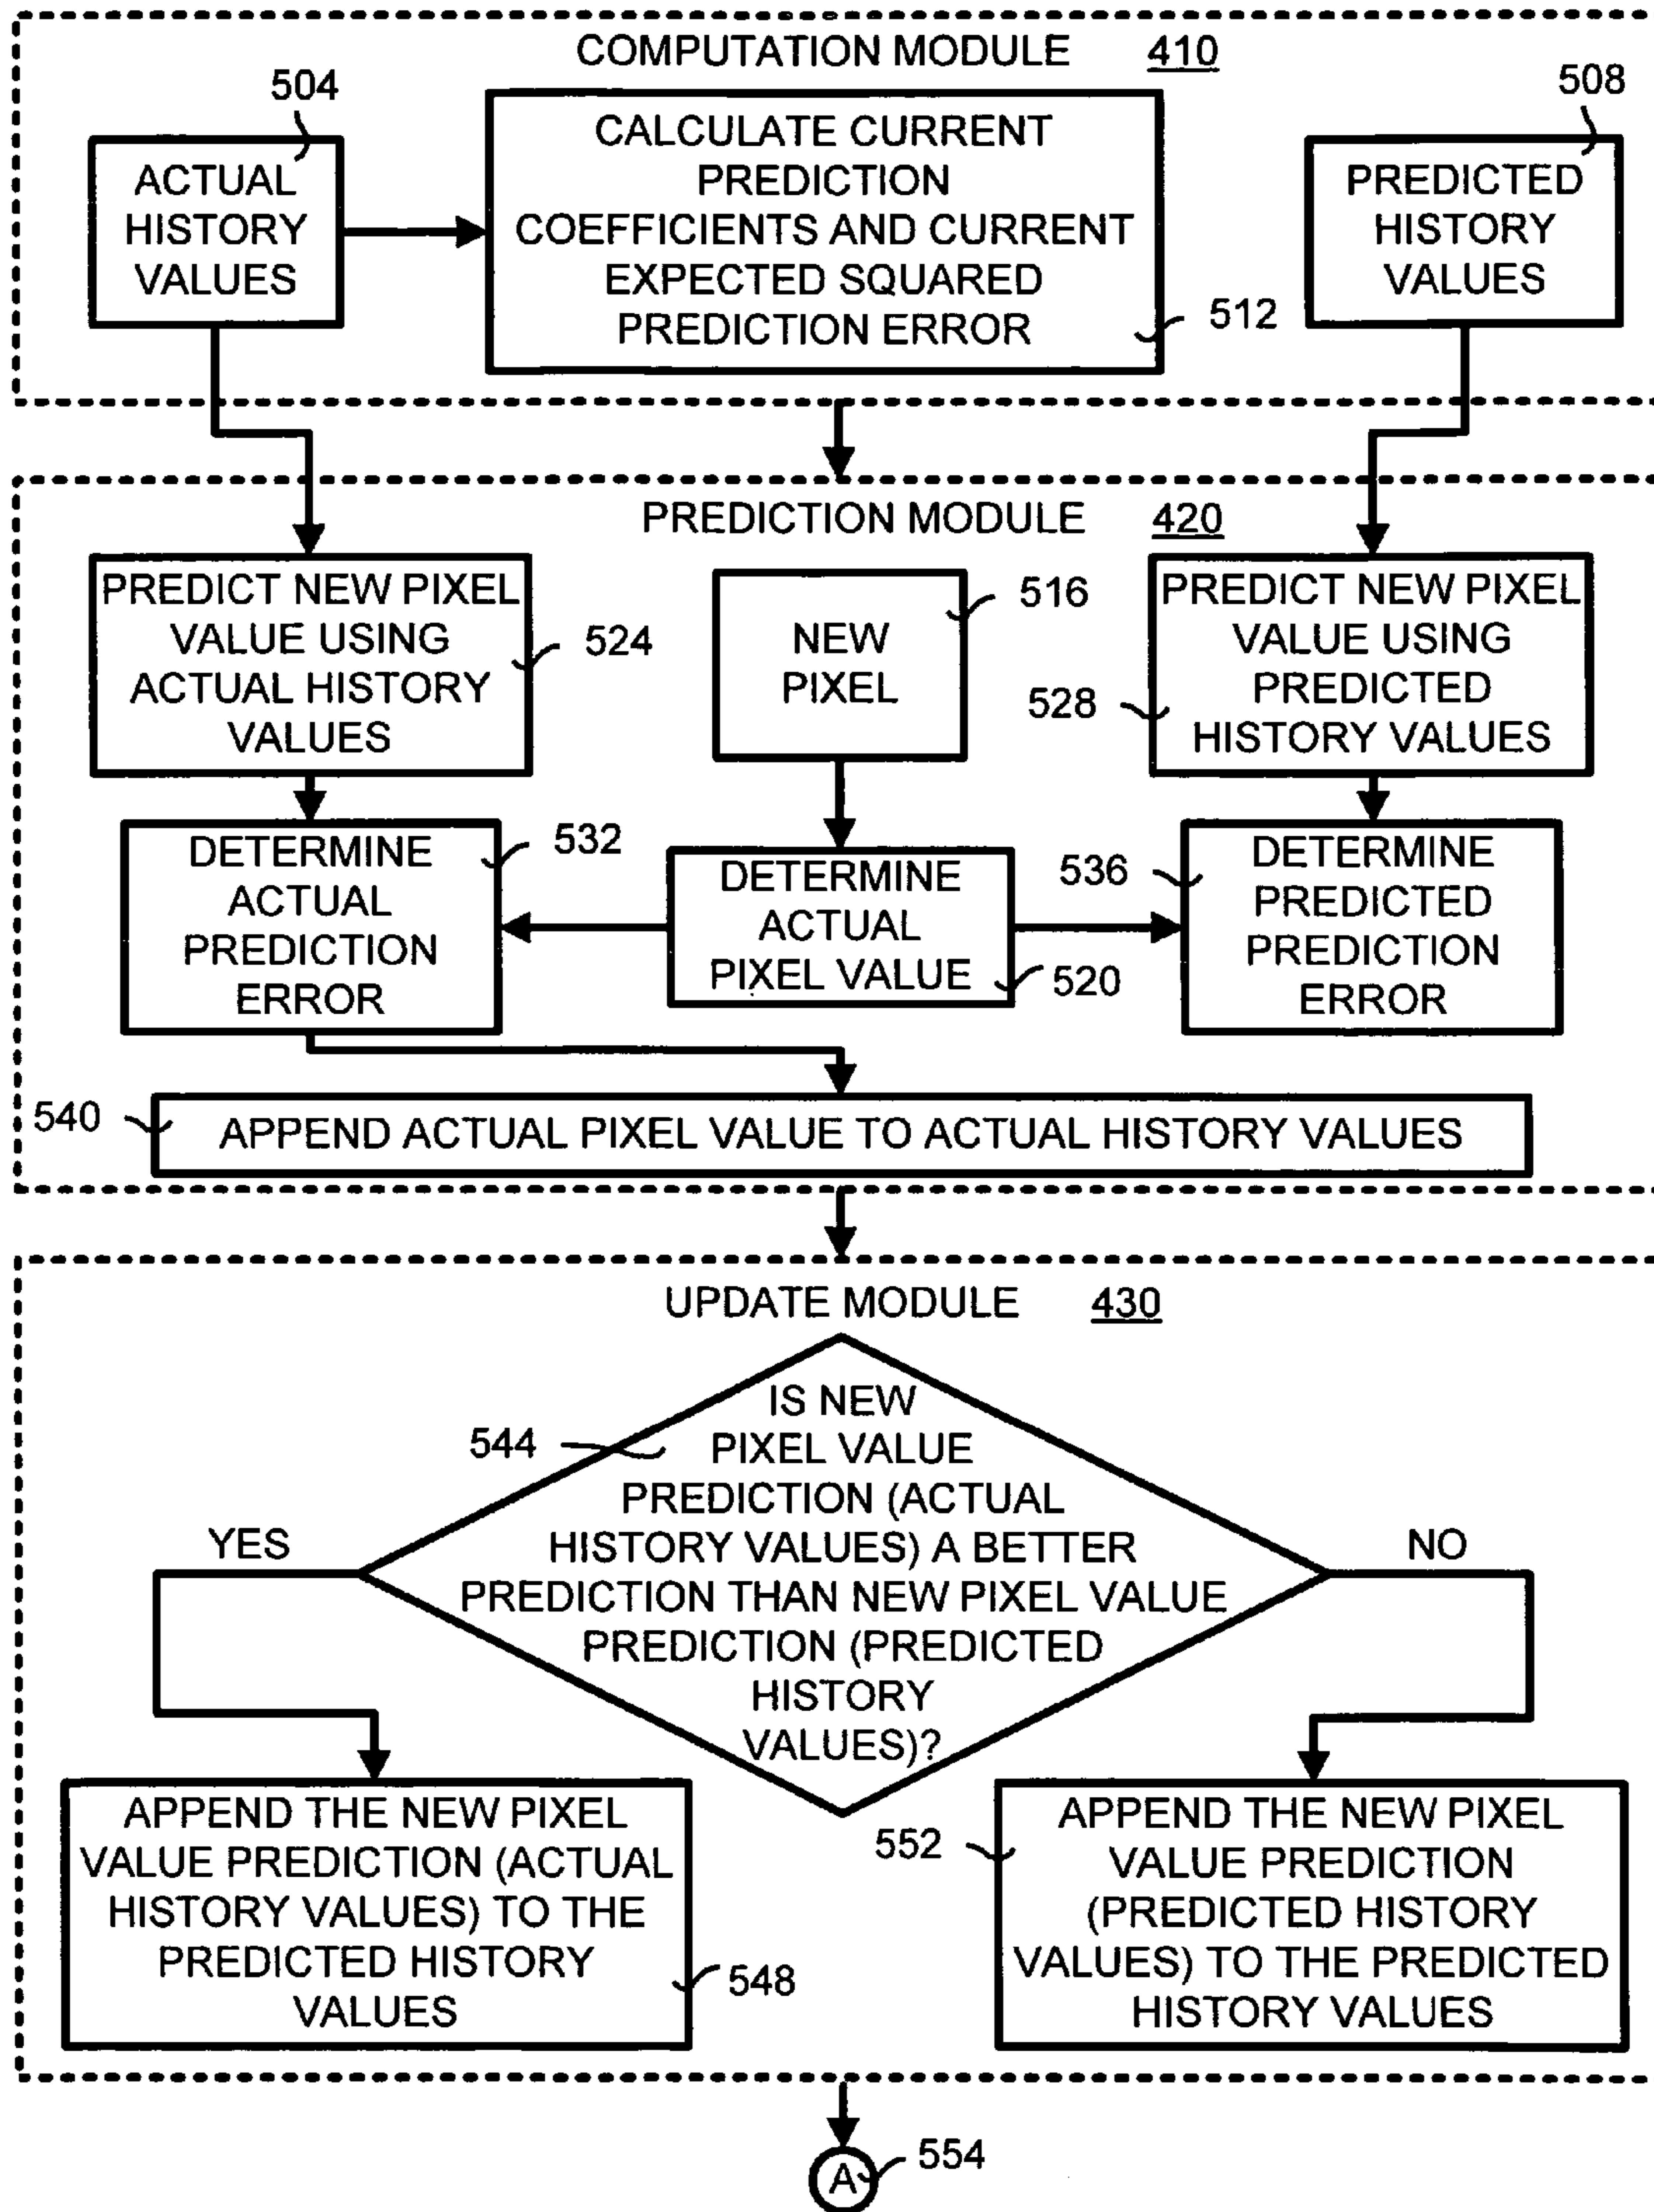 COMPUTATION MODULE 410
504
508
ACTUAL
HISTORY
VALUES
CALCULATE CURRENT
PREDICTION
COEFFICIENTS AND CURRENT
EXPECTED SQUARED
PREDICTION ERROR
512
PREDICTED
HISTORY
VALUES
PREDICTION MODULE 420
PREDICT NEW PIXEL
VALUE USING
ACTUAL HISTORY
VALUES
524
NEW
PIXEL
516
PREDICT NEW PIXEL
VALUE USING
PREDICTED
HISTORY VALUES
528
DETERMINE
ACTUAL
PREDICTION
ERROR
532
DETERMINE
ACTUAL
PIXEL VALUE
520
536
DETERMINE
PREDICTED
PREDICTION
ERROR
540
APPEND ACTUAL PIXEL VALUE TO ACTUAL HISTORY VALUES
UPDATE MODULE 430
544
IS NEW
PIXEL VALUE
PREDICTION (ACTUAL
HISTORY VALUES) A BETTER
PREDICTION THAN NEW PIXEL VALUE
PREDICTION (PREDICTED
HISTORY
VALUES)?
YES
NO
APPEND THE NEW PIXEL
VALUE PREDICTION (ACTUAL
HISTORY VALUES) TO THE
PREDICTED HISTORY
VALUES
548
552
APPEND THE NEW PIXEL
VALUE PREDICTION
(PREDICTED HISTORY
VALUES) TO THE PREDICTED
HISTORY VALUES
A
554